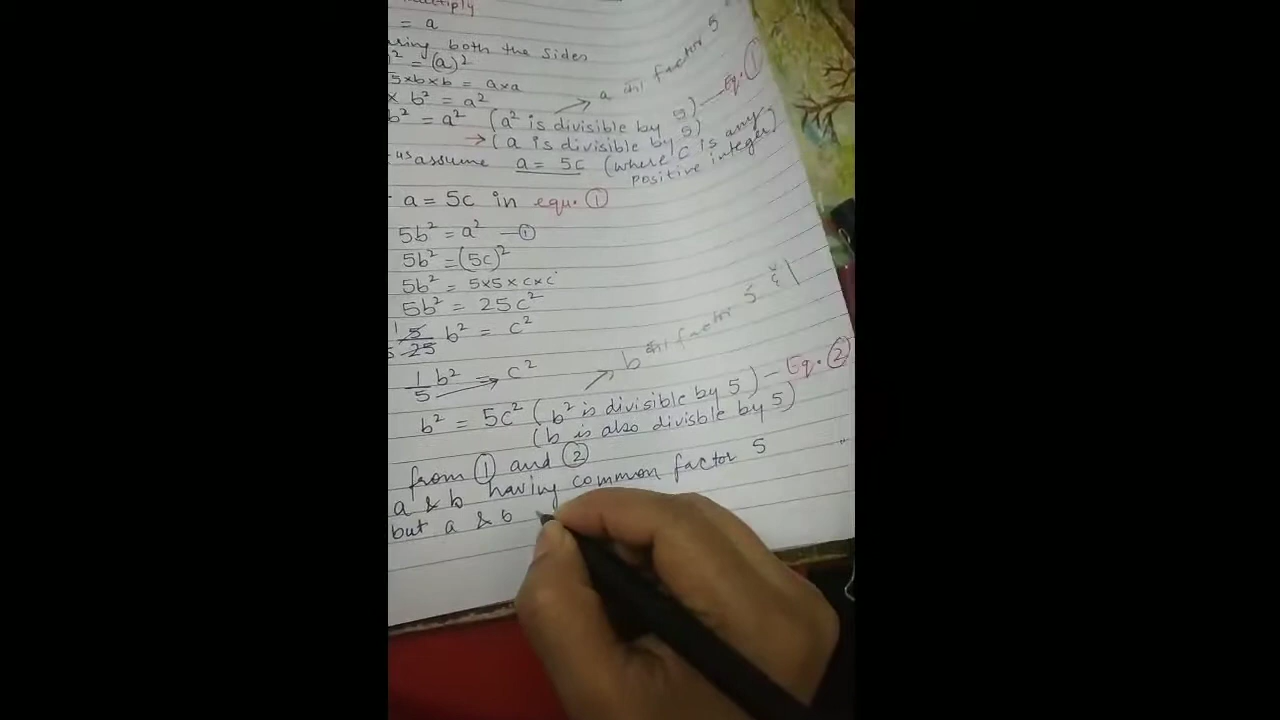 multiply
= a
both the sides
² = (a)²
5×b×b = a×a
× b² = a²
a का factor 5
b² = a² (a² is divisible by 5) — Eq. ①
→ (a is divisible by 5)
us assume a = 5c (where c is any positive integer)
a = 5c in equ. ①
5b² = a² — ①
5b² = (5c)²
5b² = 5×5×c×c
5b² = 25c²
5/25 b² = c²
1/5 b² = c²
b का factor 5 है|
b² = 5c² (b² is divisible by 5) — Eq. ②
(b is also divisble by 5)
from ① and ②
a & b having common factor 5
but a & b